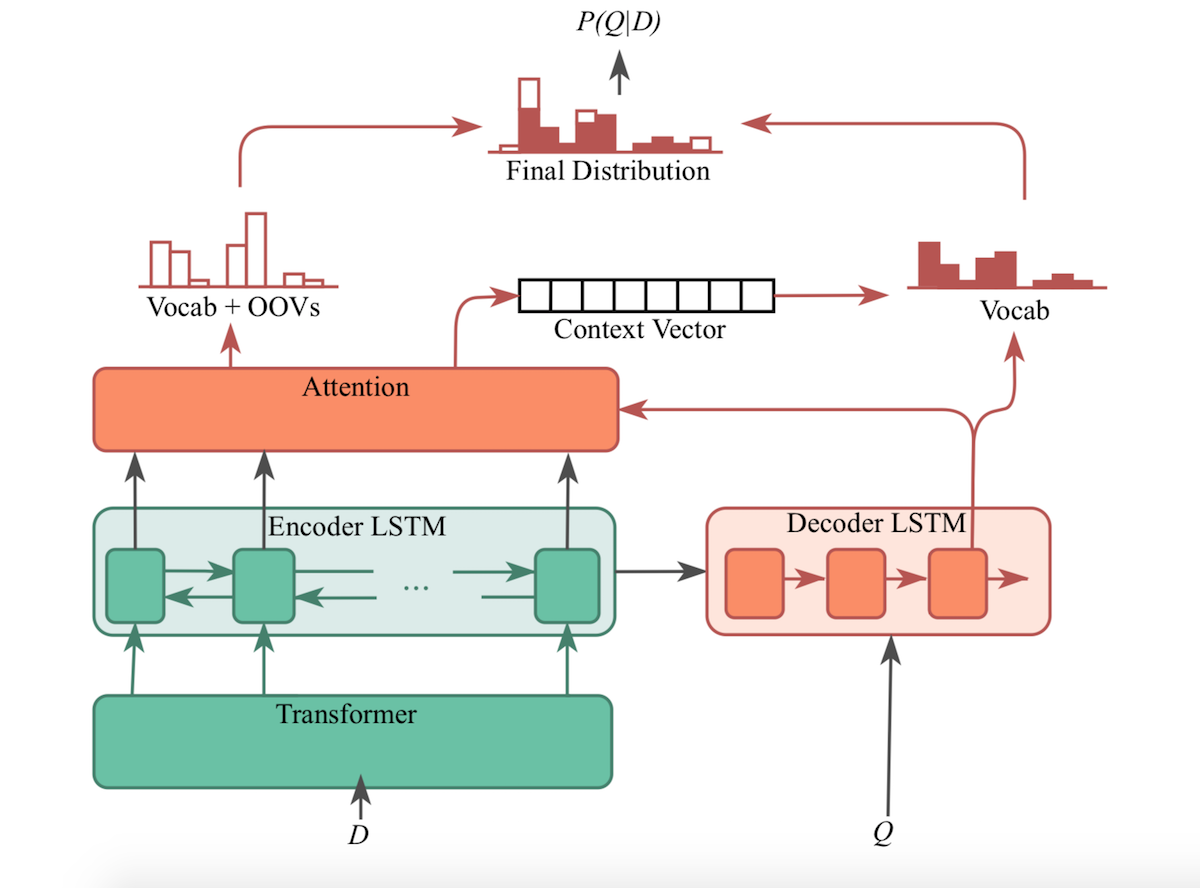 P(Q|D)
Final Distribution
Vocab + OOVs
Context Vector
Vocab
Attention
Encoder LSTM
...
Decoder LSTM
Transformer
D
Q